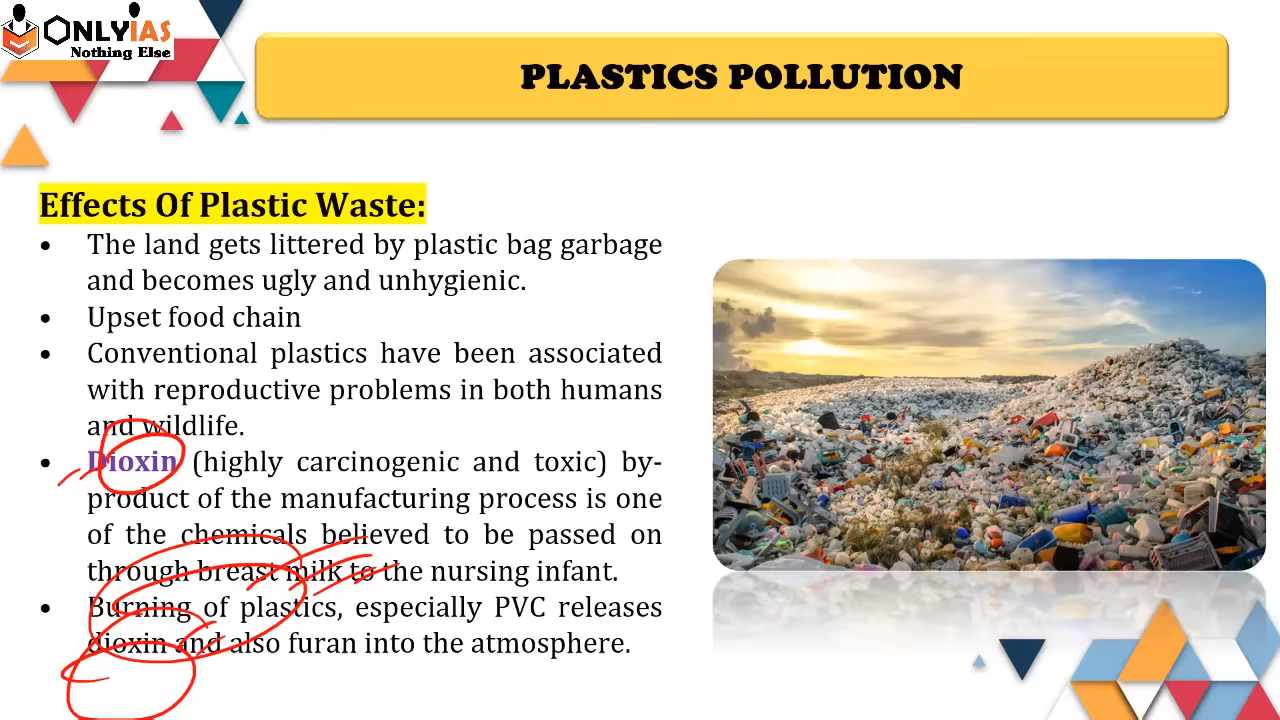 ONLYIAS
Nothing Else
PLASTICS POLLUTION
Effects Of Plastic Waste:
• The land gets littered by plastic bag garbage
and becomes ugly and unhygienic.
• Upset food chain
• Conventional plastics have been associated
with reproductive problems in both humans
and wildlife.
• Dioxin (highly carcinogenic and toxic) by-
product of the manufacturing process is one
of the chemicals believed to be passed on
through breast milk to the nursing infant.
• Burning of plastics, especially PVC releases
dioxin and also furan into the atmosphere.